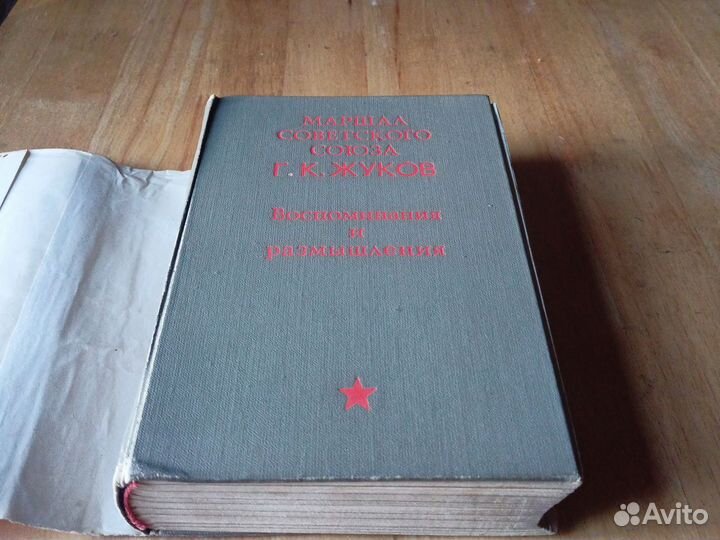 МАРШАЛ
СОВЕТСКОГО
СОЮЗА
Г. К. ЖУКОВ
Воспоминания
и
размышления
Avito